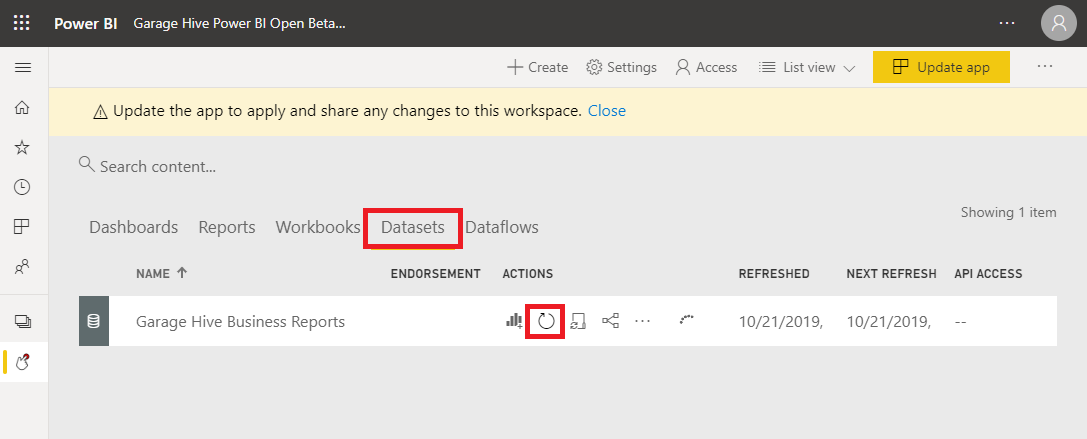 Power BI Garage Hive Power BI Open Beta... ...
Create Settings Access List view Update app ...
Update the app to apply and share any changes to this workspace. Close
Search content...
Showing 1 item
Dashboards Reports Workbooks Datasets Dataflows
NAME ENDORSEMENT ACTIONS REFRESHED NEXT REFRESH API ACCESS
Garage Hive Business Reports ... 10/21/2019, 10/21/2019, --